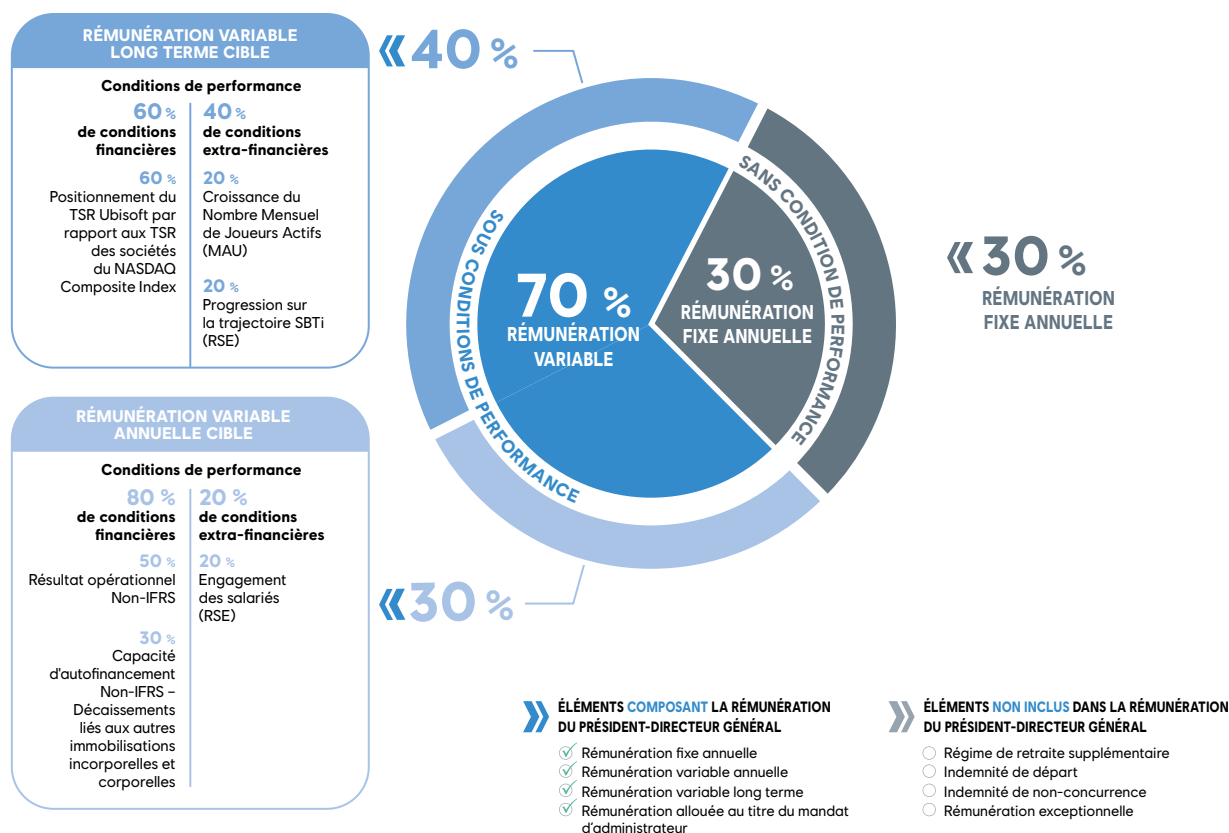 RÉMUNÉRATION VARIABLE
LONG TERME CIBLE
Conditions de performance
60 %
de conditions
financières
60 %
Positionnement du
TSR Ubisoft par
rapport aux TSR
des sociétés
du NASDAQ
Composite Index
40 %
de conditions
extra-financières
20 %
Croissance du
Nombre Mensuel
de Joueurs Actifs
(MAU)
20 %
Progression sur
la trajectoire SBTi
(RSE)
40 %
RÉMUNÉRATION VARIABLE
ANNUELLE CIBLE
Conditions de performance
80 %
de conditions
financières
50 %
Résultat opérationnel
Non-IFRS
30 %
Capacité
d'autofinancement
Non-IFRS –
Décaissements
liés aux autres
immobilisations
incorporelles et
corporelles
20 %
de conditions
extra-financières
20 %
Engagement
des salariés
(RSE)
30 %
SOUS CONDITIONS DE PERFORMANCE
70 %
RÉMUNÉRATION
VARIABLE
SANS CONDITION DE PERFORMANCE
30 %
RÉMUNÉRATION
FIXE ANNUELLE
30 %
RÉMUNÉRATION
FIXE ANNUELLE
ÉLÉMENTS COMPOSANT LA RÉMUNÉRATION
DU PRÉSIDENT-DIRECTEUR GÉNÉRAL
Rémunération fixe annuelle
Rémunération variable annuelle
Rémunération variable long terme
Rémunération allouée au titre du mandat
d'administrateur
ÉLÉMENTS NON INCLUS DANS LA RÉMUNÉRATION
DU PRÉSIDENT-DIRECTEUR GÉNÉRAL
Régime de retraite supplémentaire
Indemnité de départ
Indemnité de non-concurrence
Rémunération exceptionnelle